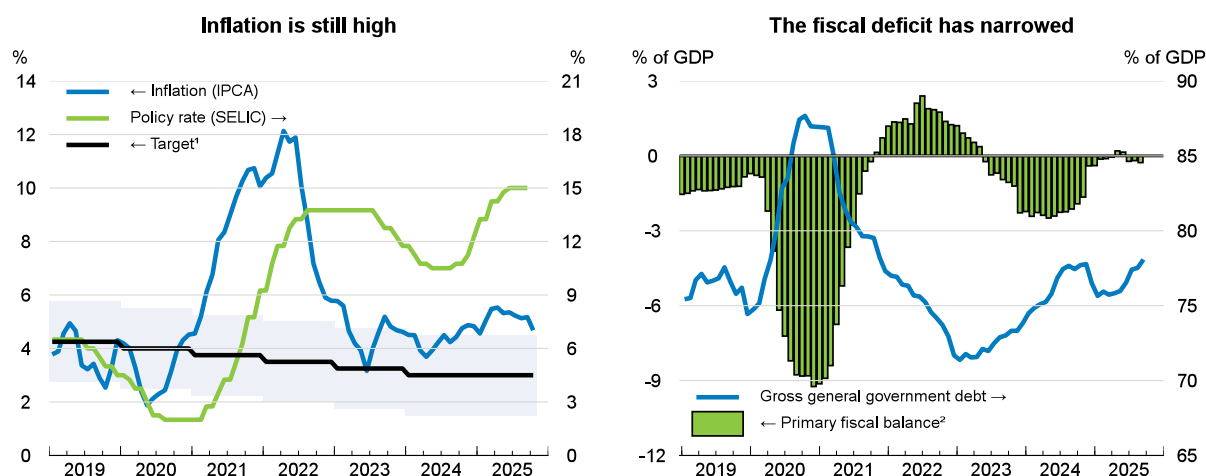 Inflation is still high
%
%
14
12
10
8
6
4
2
0
21
18
15
12
9
6
3
0
← Inflation (IPCA)
Policy rate (SELIC) →
← Target¹
2019 2020 2021 2022 2023 2024 2025
The fiscal deficit has narrowed
% of GDP
% of GDP
3
0
-3
-6
-9
-12
90
85
80
75
70
65
Gross general government debt →
← Primary fiscal balance²
2019 2020 2021 2022 2023 2024 2025